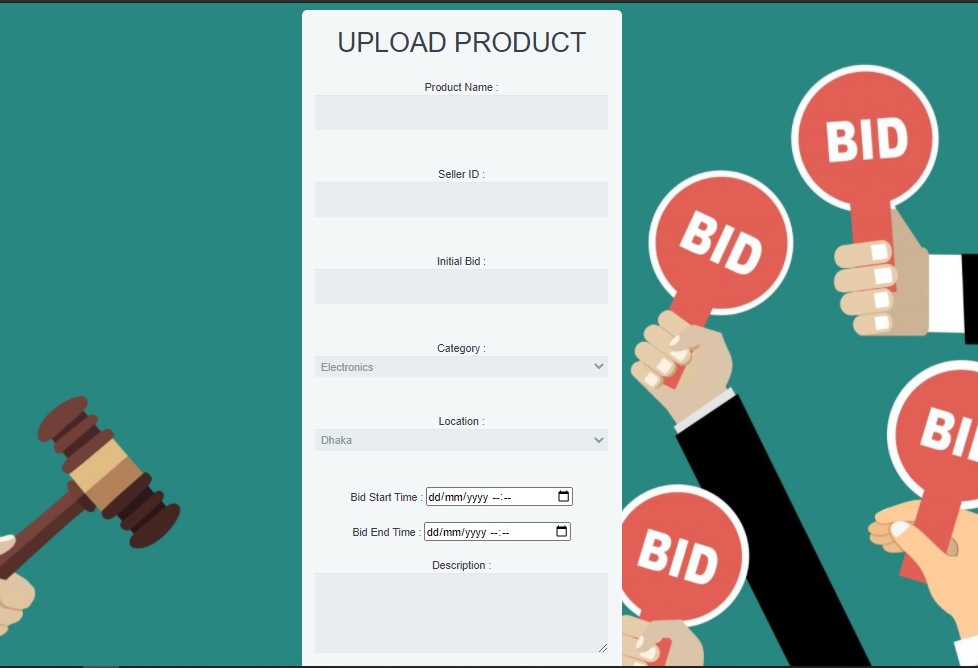 UPLOAD PRODUCT
Product Name :
Seller ID :
Initial Bid :
Category :
Electronics
Location :
Dhaka
Bid Start Time : dd/mm/yyyy --:--
Bid End Time : dd/mm/yyyy --:--
Description :
BID
BID
BID
BID